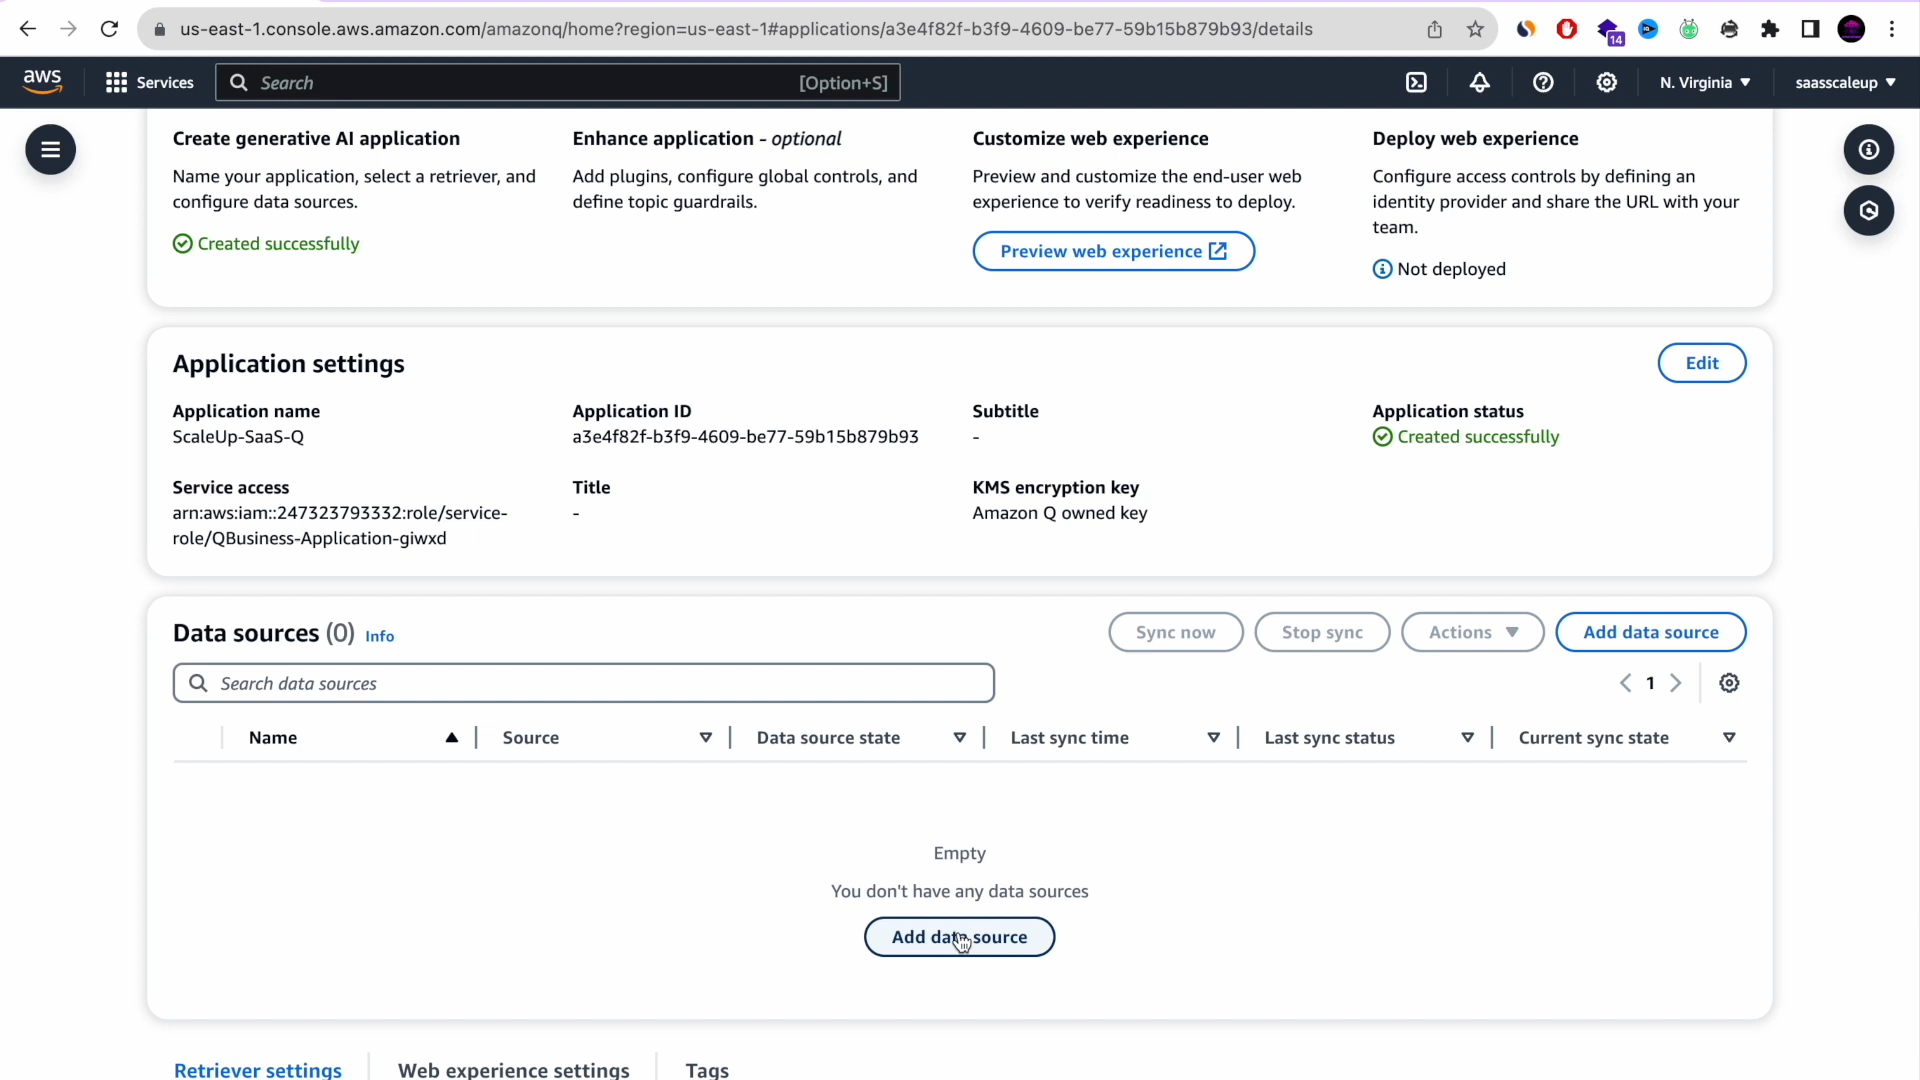 us-east-1.console.aws.amazon.com/amazonq/home?region=us-east-1#applications/a3e4f82f-b3f9-4609-be77-59b15b879b93/details
14
aws
Services
Search
[Option+S]
N. Virginia
saasscaleup
Create generative AI application
Name your application, select a retriever, and
configure data sources.
Created successfully
Enhance application - optional
Add plugins, configure global controls, and
define topic guardrails.
Customize web experience
Preview and customize the end-user web
experience to verify readiness to deploy.
Preview web experience
Deploy web experience
Configure access controls by defining an
identity provider and share the URL with your
team.
Not deployed
Application settings
Edit
Application name
ScaleUp-SaaS-Q
Application ID
a3e4f82f-b3f9-4609-be77-59b15b879b93
Subtitle
-
Application status
Created successfully
Service access
arn:aws:iam::247323793332:role/service-
role/QBusiness-Application-giwxd
Title
-
KMS encryption key
Amazon Q owned key
Data sources (0) Info
Sync now
Stop sync
Actions
Add data source
Search data sources
1
Name
Source
Data source state
Last sync time
Last sync status
Current sync state
Empty
You don't have any data sources
Add data source
Retriever settings
Web experience settings
Tags